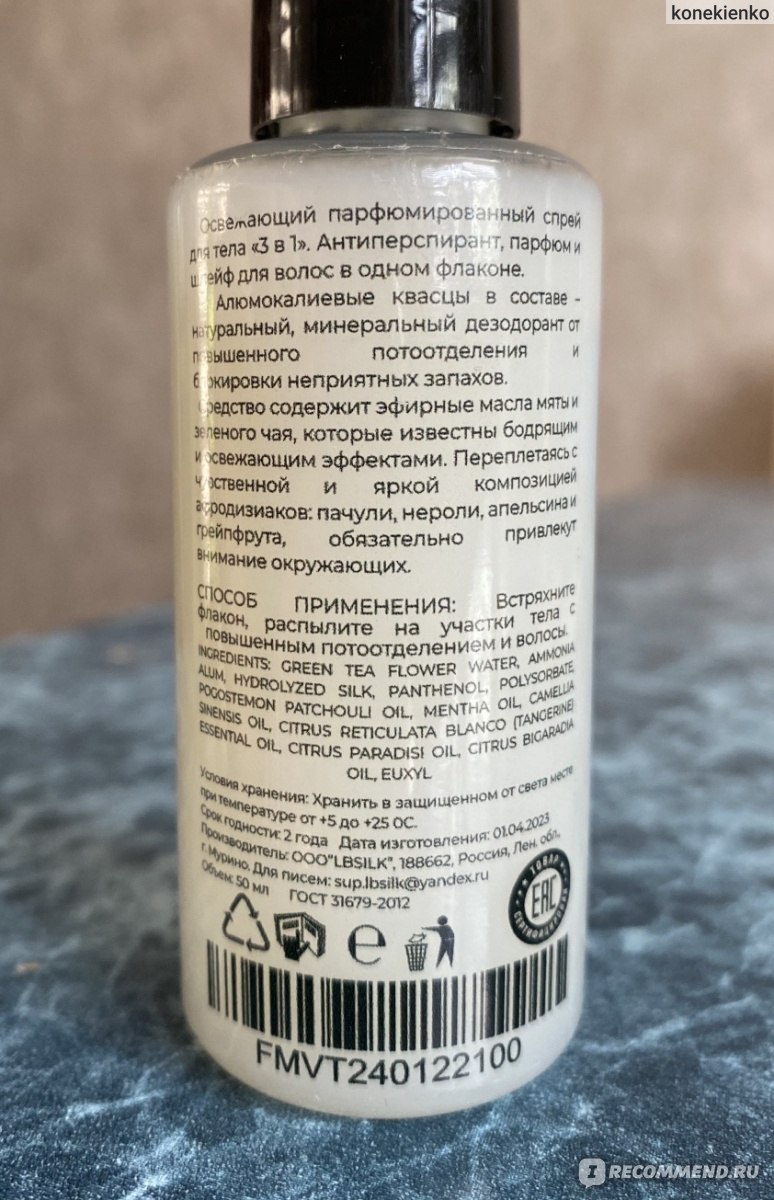 konekienko
Освежающий парфюмированный спрей
для тела «3 в 1». Антиперспирант, парфюм и
шлейф для волос в одном флаконе.
Алюмокалиевые квасцы в составе -
натуральный, минеральный дезодорант от
повышенного потоотделения и
блокировки неприятных запахов.
Средство содержит эфирные масла мяты и
зеленого чая, которые известны бодрящим
и освежающим эффектами. Переплетаясь с
чувственной и яркой композицией
афродизиаков: пачули, нероли, апельсина и
грейпфрута, обязательно привлекут
внимание окружающих.
СПОСОБ ПРИМЕНЕНИЯ: Встряхните
флакон, распылите на участки тела с
повышенным потоотделением и волосы.
INGREDIENTS: GREEN TEA FLOWER WATER, AMMONIA
ALUM, HYDROLYZED SILK, PANTHENOL, POLYSORBATE,
POGOSTEMON PATCHOULI OIL, MENTHA OIL, CAMELLIA
SINENSIS OIL, CITRUS RETICULATA BLANCO (TANGERINE)
ESSENTIAL OIL, CITRUS PARADISI OIL, CITRUS BIGARADIA
OIL, EUXYL
Условия хранения: Хранить в защищенном от света месте
при температуре от +5 до +25 0С.
Срок годности: 2 года Дата изготовления: 01.04.2023
Производитель: ООО"LBSILK", 188662, Россия, Лен. обл.,
г. Мурино. Для писем: sup.lbsilk@yandex.ru
Объем: 50 мл ГОСТ 31679-2012
ТОВАР
EAC
СЕРТИФИЦИРОВАН
e
FMVT240122100
IRECOMMEND.RU